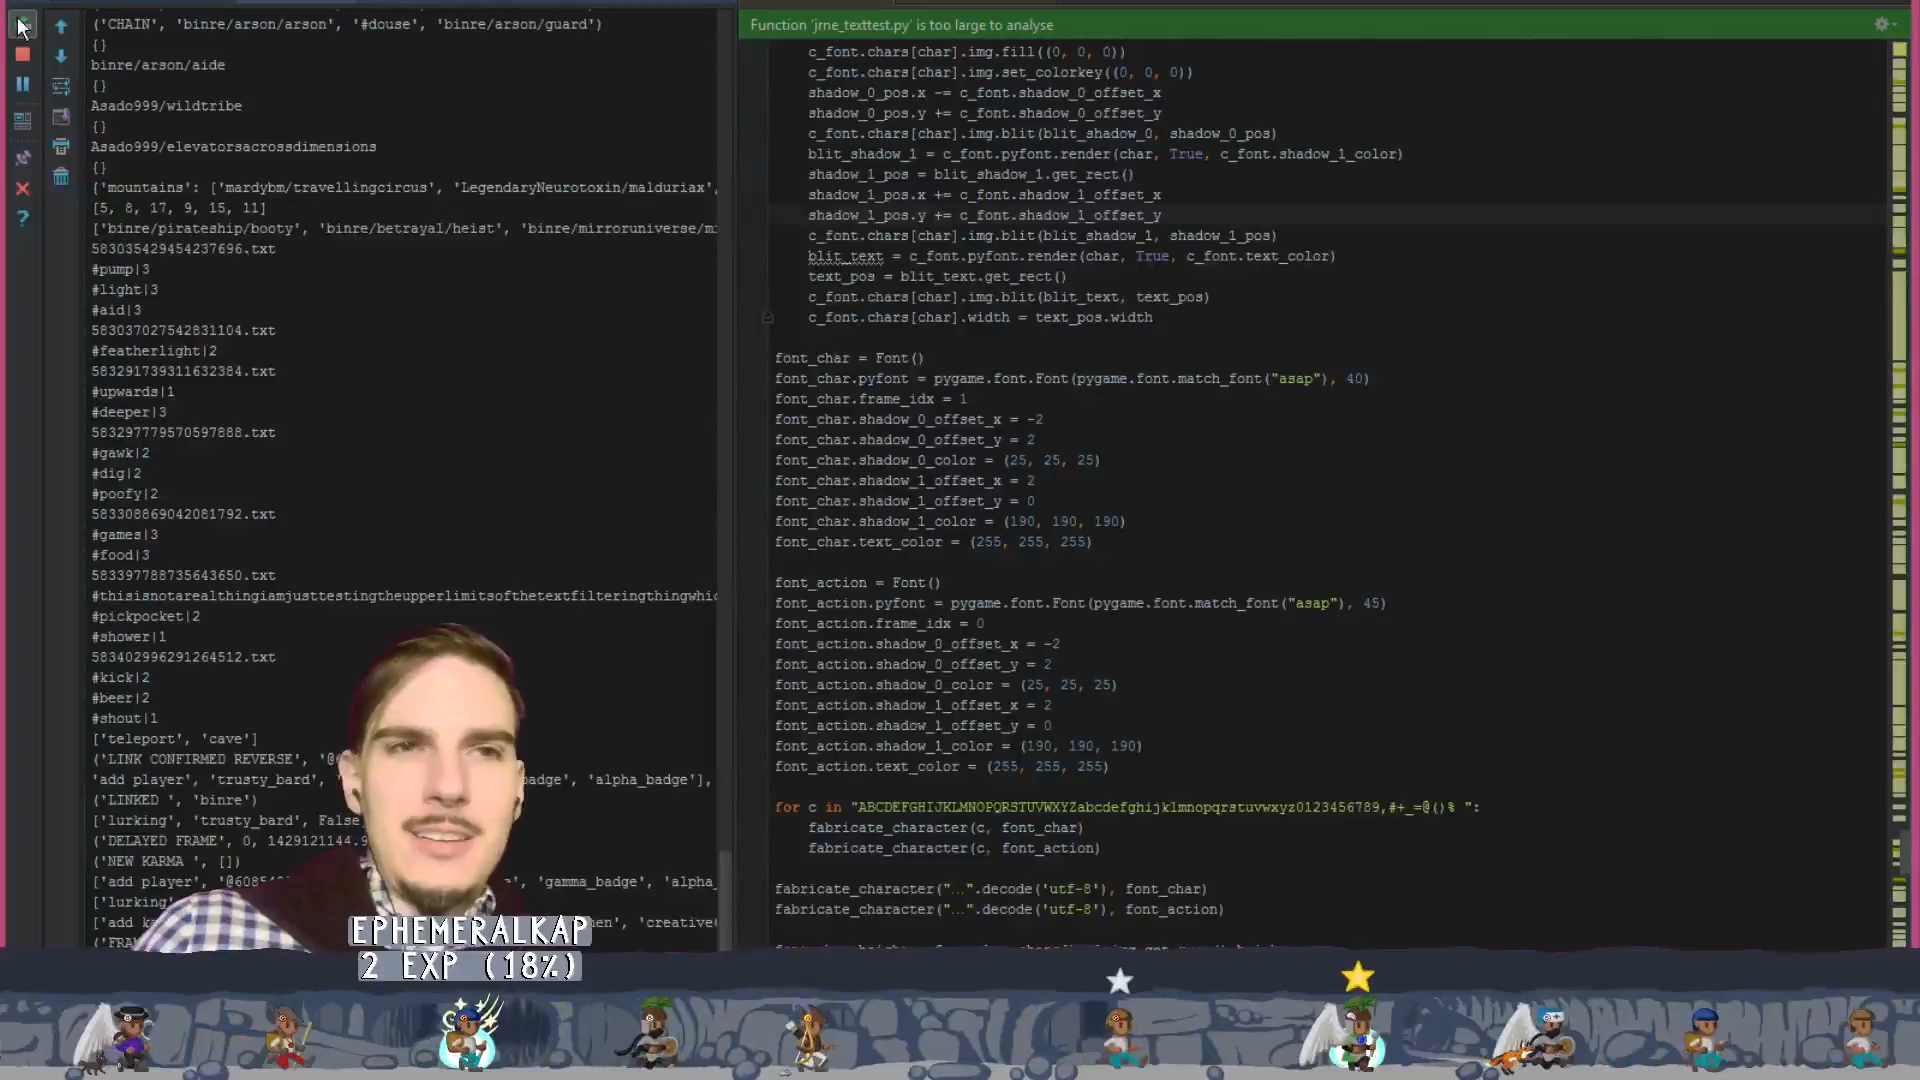 ('CHAIN', 'binre/arson/arson', '#douse', 'binre/arson/guard')
{}
binre/arson/aide
{}
Asado999/wildtribe
{}
Asado999/elevatorsacrossdimensions
{}
{'mountains': ['mardybm/travellingcircus', 'LegendaryNeurotoxin/malduriax',
[5, 8, 17, 9, 15, 11]
['binre/pirateship/booty', 'binre/betrayal/heist', 'binre/mirroruniverse/mi
583035429454237696.txt
#pump|3
#light|3
#aid|3
583037027542831104.txt
#featherlight|2
583291739311632384.txt
#upwards|1
#deeper|3
583297779570597888.txt
#gawk|2
#dig|2
#poofy|2
583308869042081792.txt
#games|3
#food|3
583397788735643650.txt
#thisisnotarealthingiamjusttestingtheupperlimitsofthetextfilteringthingwhic
#pickpocket|2
#shower|1
583402996291264512.txt
#kick|2
#beer|2
#shout|1
['teleport', 'cave']
('LINK CONFIRMED REVERSE', '@6
'add player', 'trusty_bard', adge', 'alpha_badge'],
('LINKED ', 'binre')
['lurking', 'trusty_bard', False
('DELAYED FRAME', 0, 1429121144.9
('NEW KARMA ', [])
['add player', '@60854 'gamma_badge', 'alpha_
['lurking'
['add ka en', 'creative(
('FRA
Function 'jrne_texttest.py' is too large to analyse
c_font.chars[char].img.fill((0, 0, 0))
c_font.chars[char].img.set_colorkey((0, 0, 0))
shadow_0_pos.x -= c_font.shadow_0_offset_x
shadow_0_pos.y += c_font.shadow_0_offset_y
c_font.chars[char].img.blit(blit_shadow_0, shadow_0_pos)
blit_shadow_1 = c_font.pyfont.render(char, True, c_font.shadow_1_color)
shadow_1_pos = blit_shadow_1.get_rect()
shadow_1_pos.x += c_font.shadow_1_offset_x
shadow_1_pos.y += c_font.shadow_1_offset_y
c_font.chars[char].img.blit(blit_shadow_1, shadow_1_pos)
blit_text = c_font.pyfont.render(char, True, c_font.text_color)
text_pos = blit_text.get_rect()
c_font.chars[char].img.blit(blit_text, text_pos)
c_font.chars[char].width = text_pos.width
font_char = Font()
font_char.pyfont = pygame.font.Font(pygame.font.match_font("asap"), 40)
font_char.frame_idx = 1
font_char.shadow_0_offset_x = -2
font_char.shadow_0_offset_y = 2
font_char.shadow_0_color = (25, 25, 25)
font_char.shadow_1_offset_x = 2
font_char.shadow_1_offset_y = 0
font_char.shadow_1_color = (190, 190, 190)
font_char.text_color = (255, 255, 255)
font_action = Font()
font_action.pyfont = pygame.font.Font(pygame.font.match_font("asap"), 45)
font_action.frame_idx = 0
font_action.shadow_0_offset_x = -2
font_action.shadow_0_offset_y = 2
font_action.shadow_0_color = (25, 25, 25)
font_action.shadow_1_offset_x = 2
font_action.shadow_1_offset_y = 0
font_action.shadow_1_color = (190, 190, 190)
font_action.text_color = (255, 255, 255)
for c in "ABCDEFGHIJKLMNOPQRSTUVWXYZabcdefghijklmnopqrstuvwxyz0123456789,#+_=@()% ":
fabricate_character(c, font_char)
fabricate_character(c, font_action)
fabricate_character("…".decode('utf-8'), font_char)
fabricate_character("…".decode('utf-8'), font_action)
EPHEMERALKAP
2 EXP (18%)